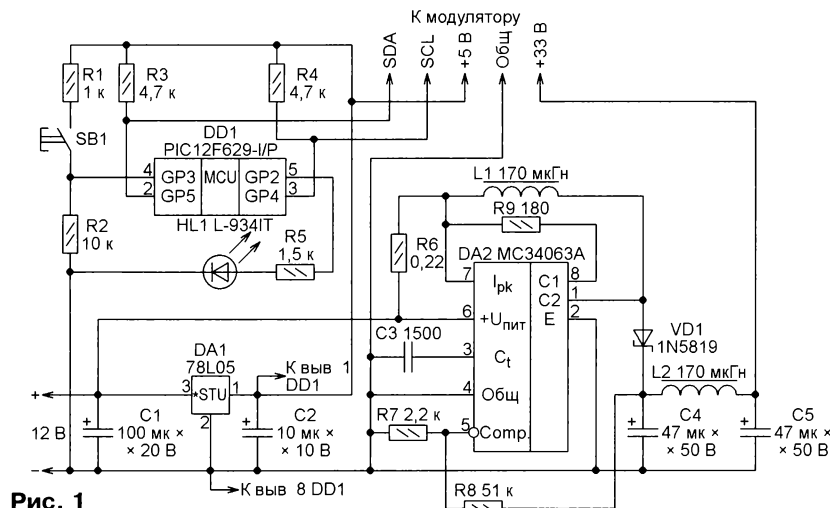 К модулятору
SDA
SCL
+5 В
Общ
+33 В
R1
1 к
R3
4,7 к
R4
4,7 к
SB1
DD1
PIC12F629-I/P
4 GP3 MCU GP2 5
2 GP5 GP4 3
HL1 L-934IT
R2
10 к
R5
1,5 к
L1 170 мкГн
R9 180
R6
0,22
DA2 MC34063A
7 Ipk C1 8
C2 1
6 +Uпит E 2
C3 1500
3 Ct
4 Общ
R7 2,2 к
5 Comp.
VD1
1N5819
L2 170 мкГн
DA1
78L05
3 *STU 1
2
К выв 1
DD1
+
12 В
−
+
C1
100 мк ×
× 20 В
+
C2
10 мк ×
× 10 В
+
C4
47 мк ×
× 50 В
+
C5
47 мк ×
× 50 В
К выв 8 DD1
R8 51 к
Рис. 1